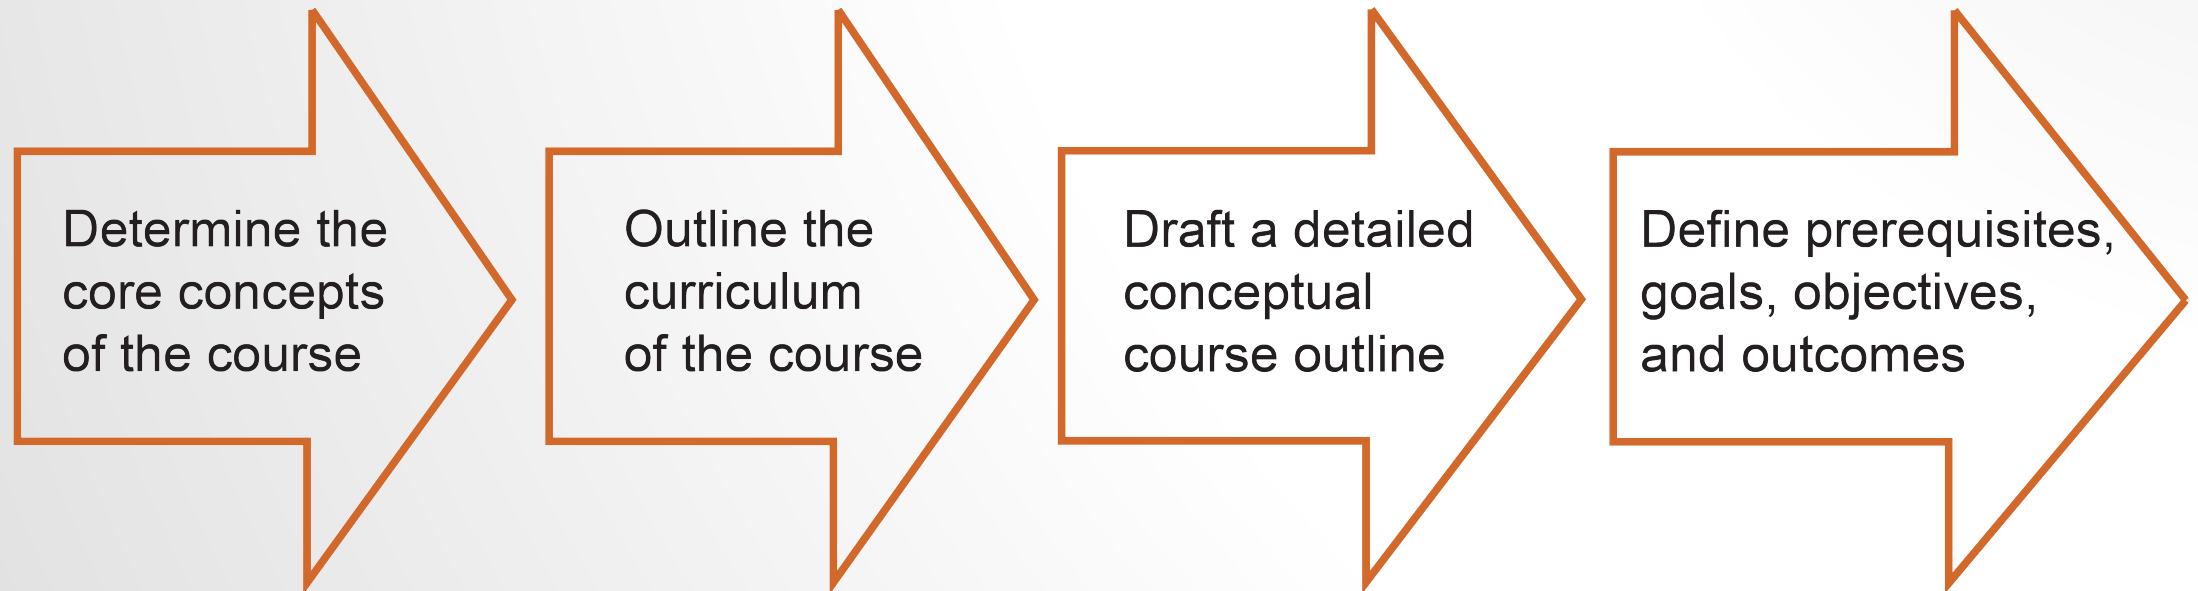 Determine the
core concepts
of the course
Outline the
curriculum
of the course
Draft a detailed
conceptual
course outline
Define prerequisites,
goals, objectives,
and outcomes